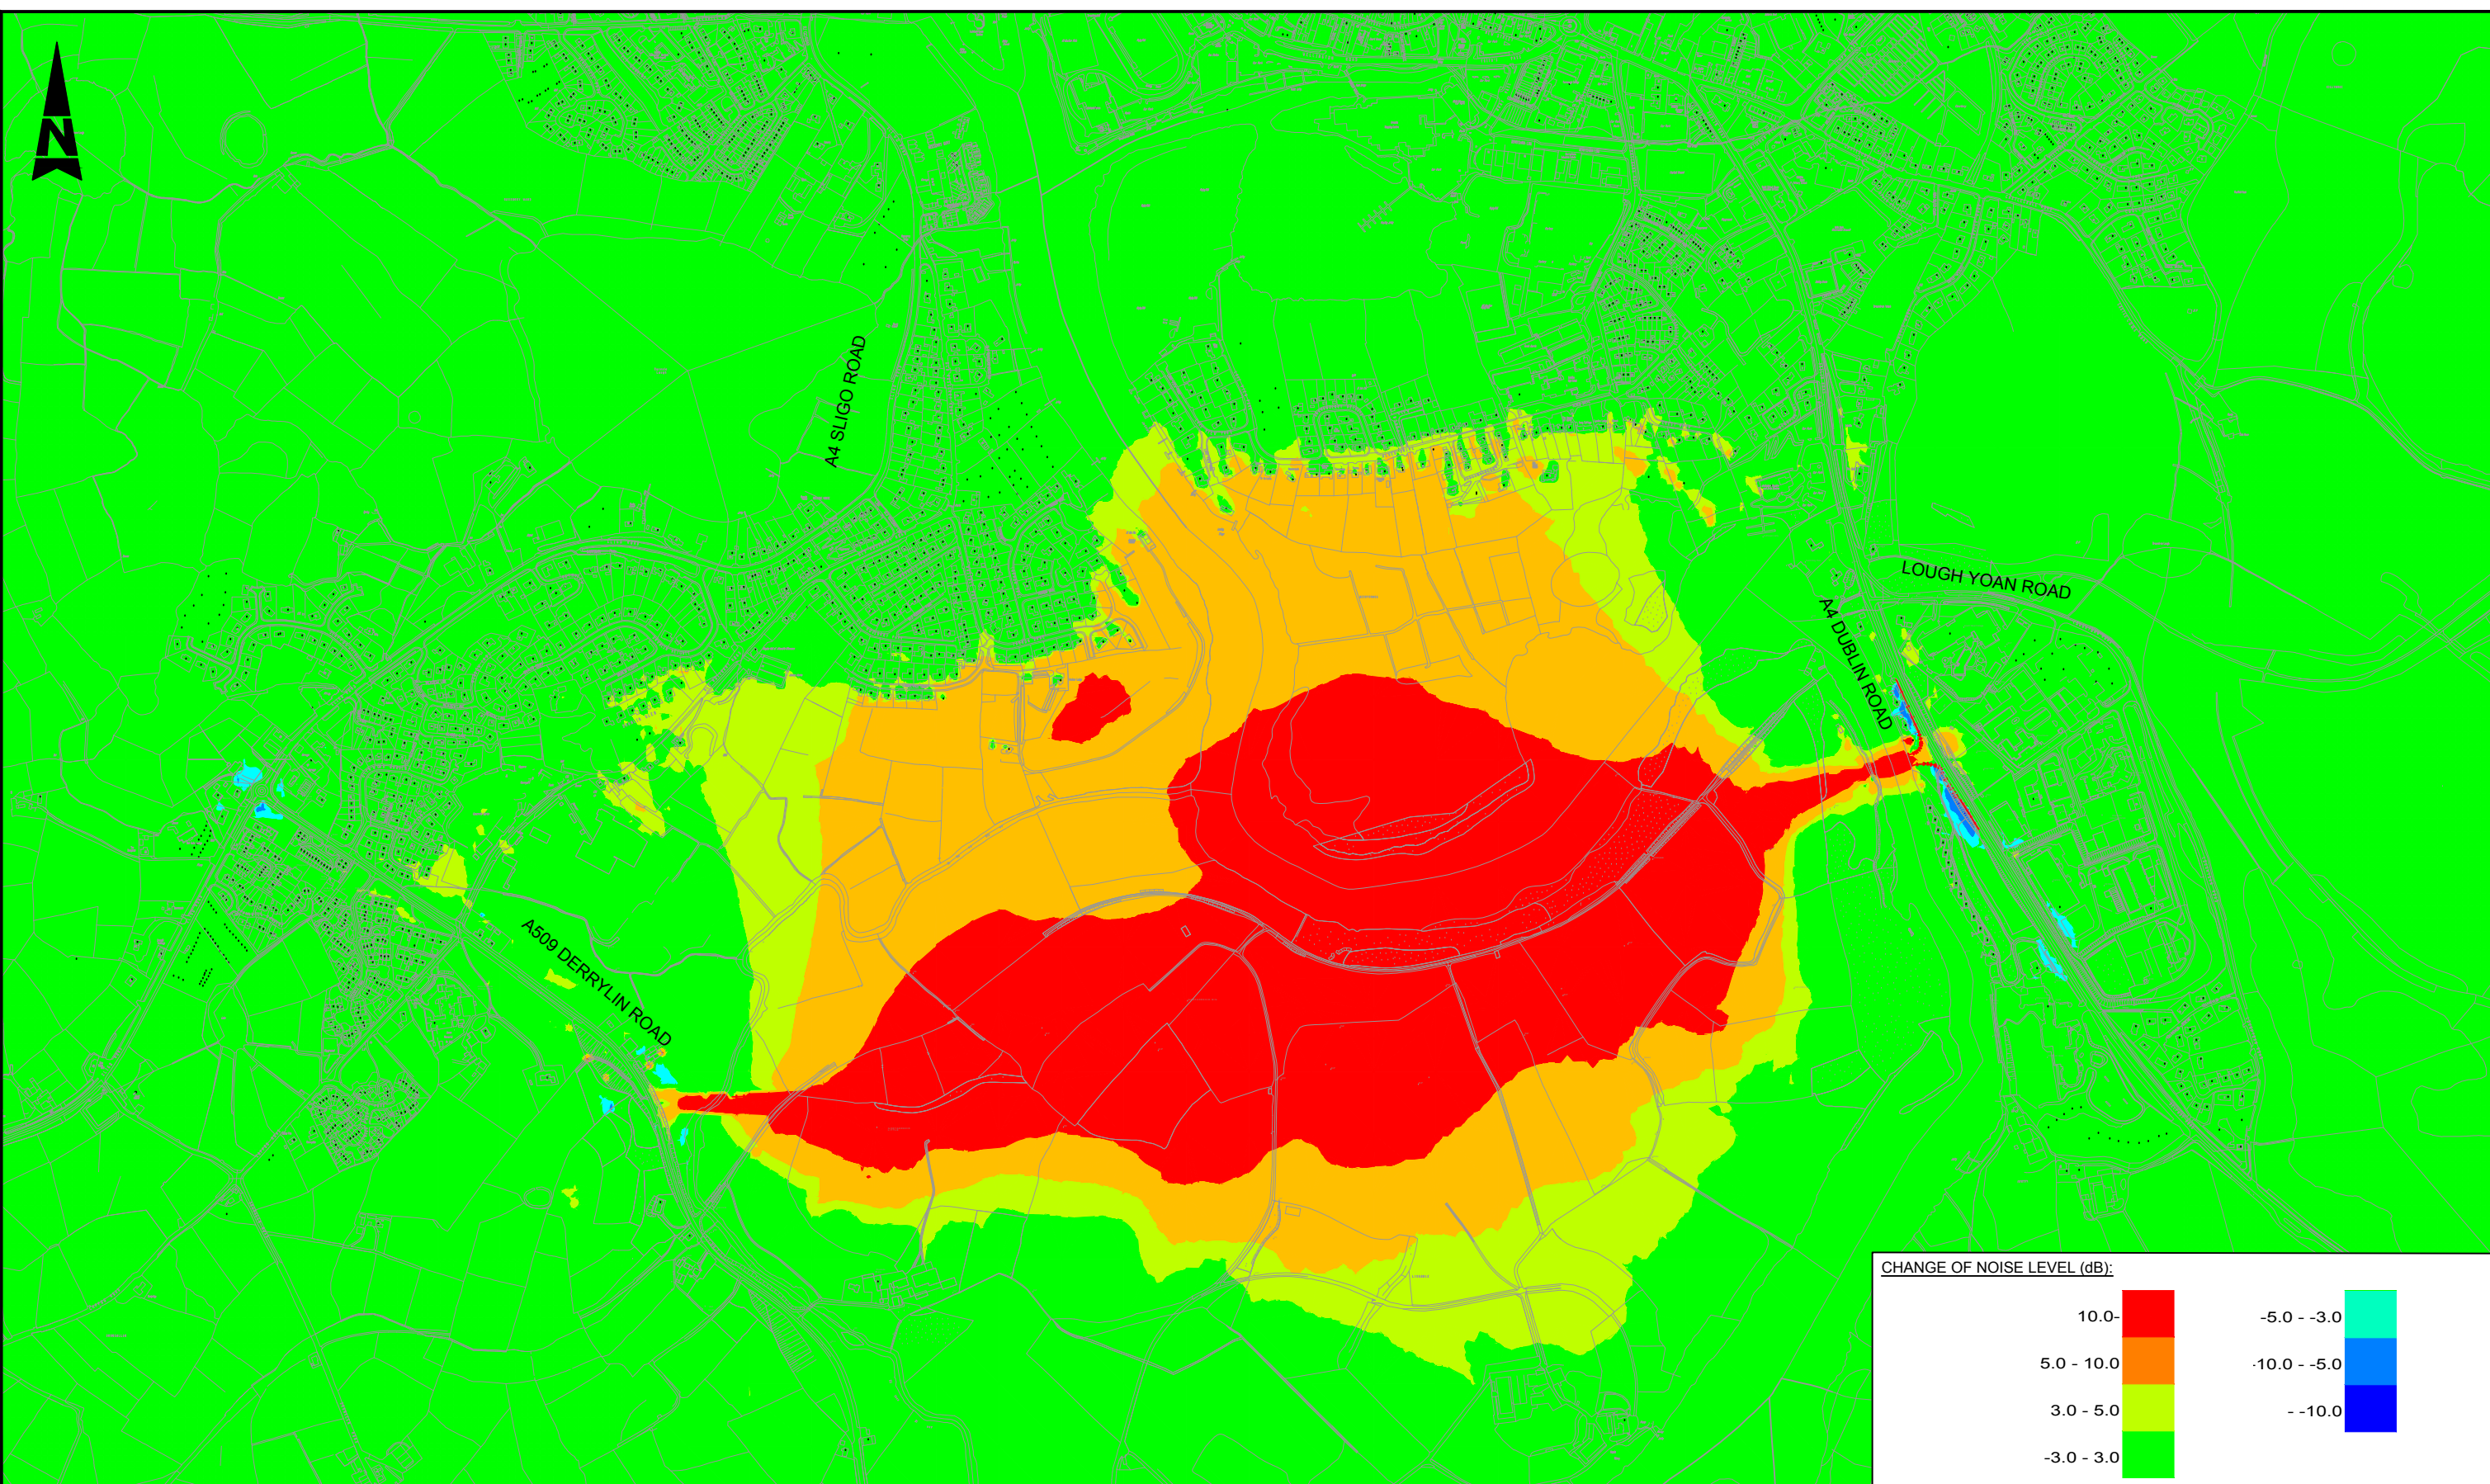 N
A4 SLIGO ROAD
LOUGH YOAN ROAD
A4 DUBLIN ROAD
A509 DERRYLIN ROAD
CHANGE OF NOISE LEVEL (dB):
10.0-
5.0 - 10.0
3.0 - 5.0
-3.0 - 3.0
-5.0 - -3.0
-10.0 - -5.0
- -10.0